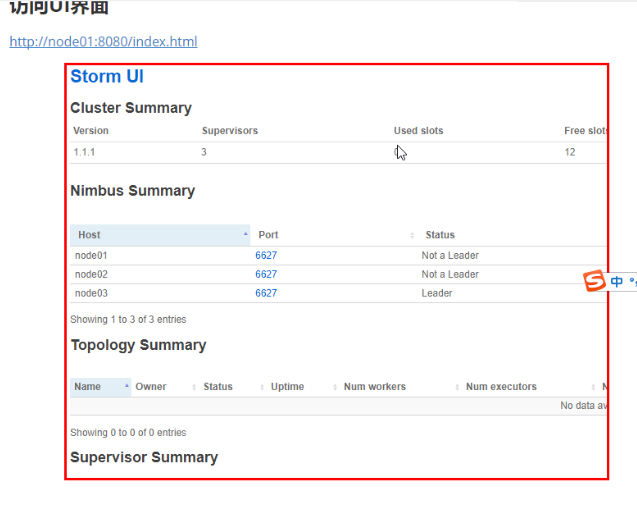 访问UI界面
http://node01:8080/index.html
Storm UI
Cluster Summary
Version Supervisors Used slots Free slots
1.1.1 3 12
Nimbus Summary
Host Port Status
node01 6627 Not a Leader
node02 6627 Not a Leader
node03 6627 Leader
Showing 1 to 3 of 3 entries
Topology Summary
Name Owner Status Uptime Num workers Num executors N
No data av
Showing 0 to 0 of 0 entries
Supervisor Summary
S 中